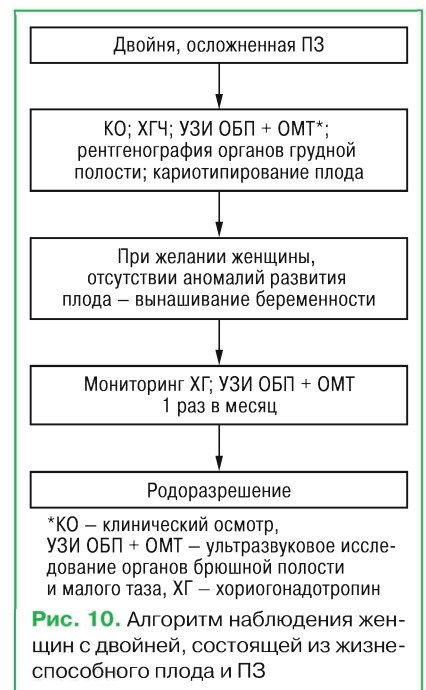 Двойня, осложненная ПЗ
КО; ХГЧ; УЗИ ОБП + ОМТ*;
рентгенография органов грудной
полости; кариотипирование плода
При желании женщины,
отсутствии аномалий развития
плода – вынашивание беременности
Мониторинг ХГ; УЗИ ОБП + ОМТ
1 раз в месяц
Родоразрешение
*КО – клинический осмотр,
УЗИ ОБП + ОМТ – ультразвуковое иссле-
дование органов брюшной полости
и малого таза, ХГ – хориогонадотропин
Рис. 10. Алгоритм наблюдения жен-
щин с двойней, состоящей из жизне-
способного плода и ПЗ